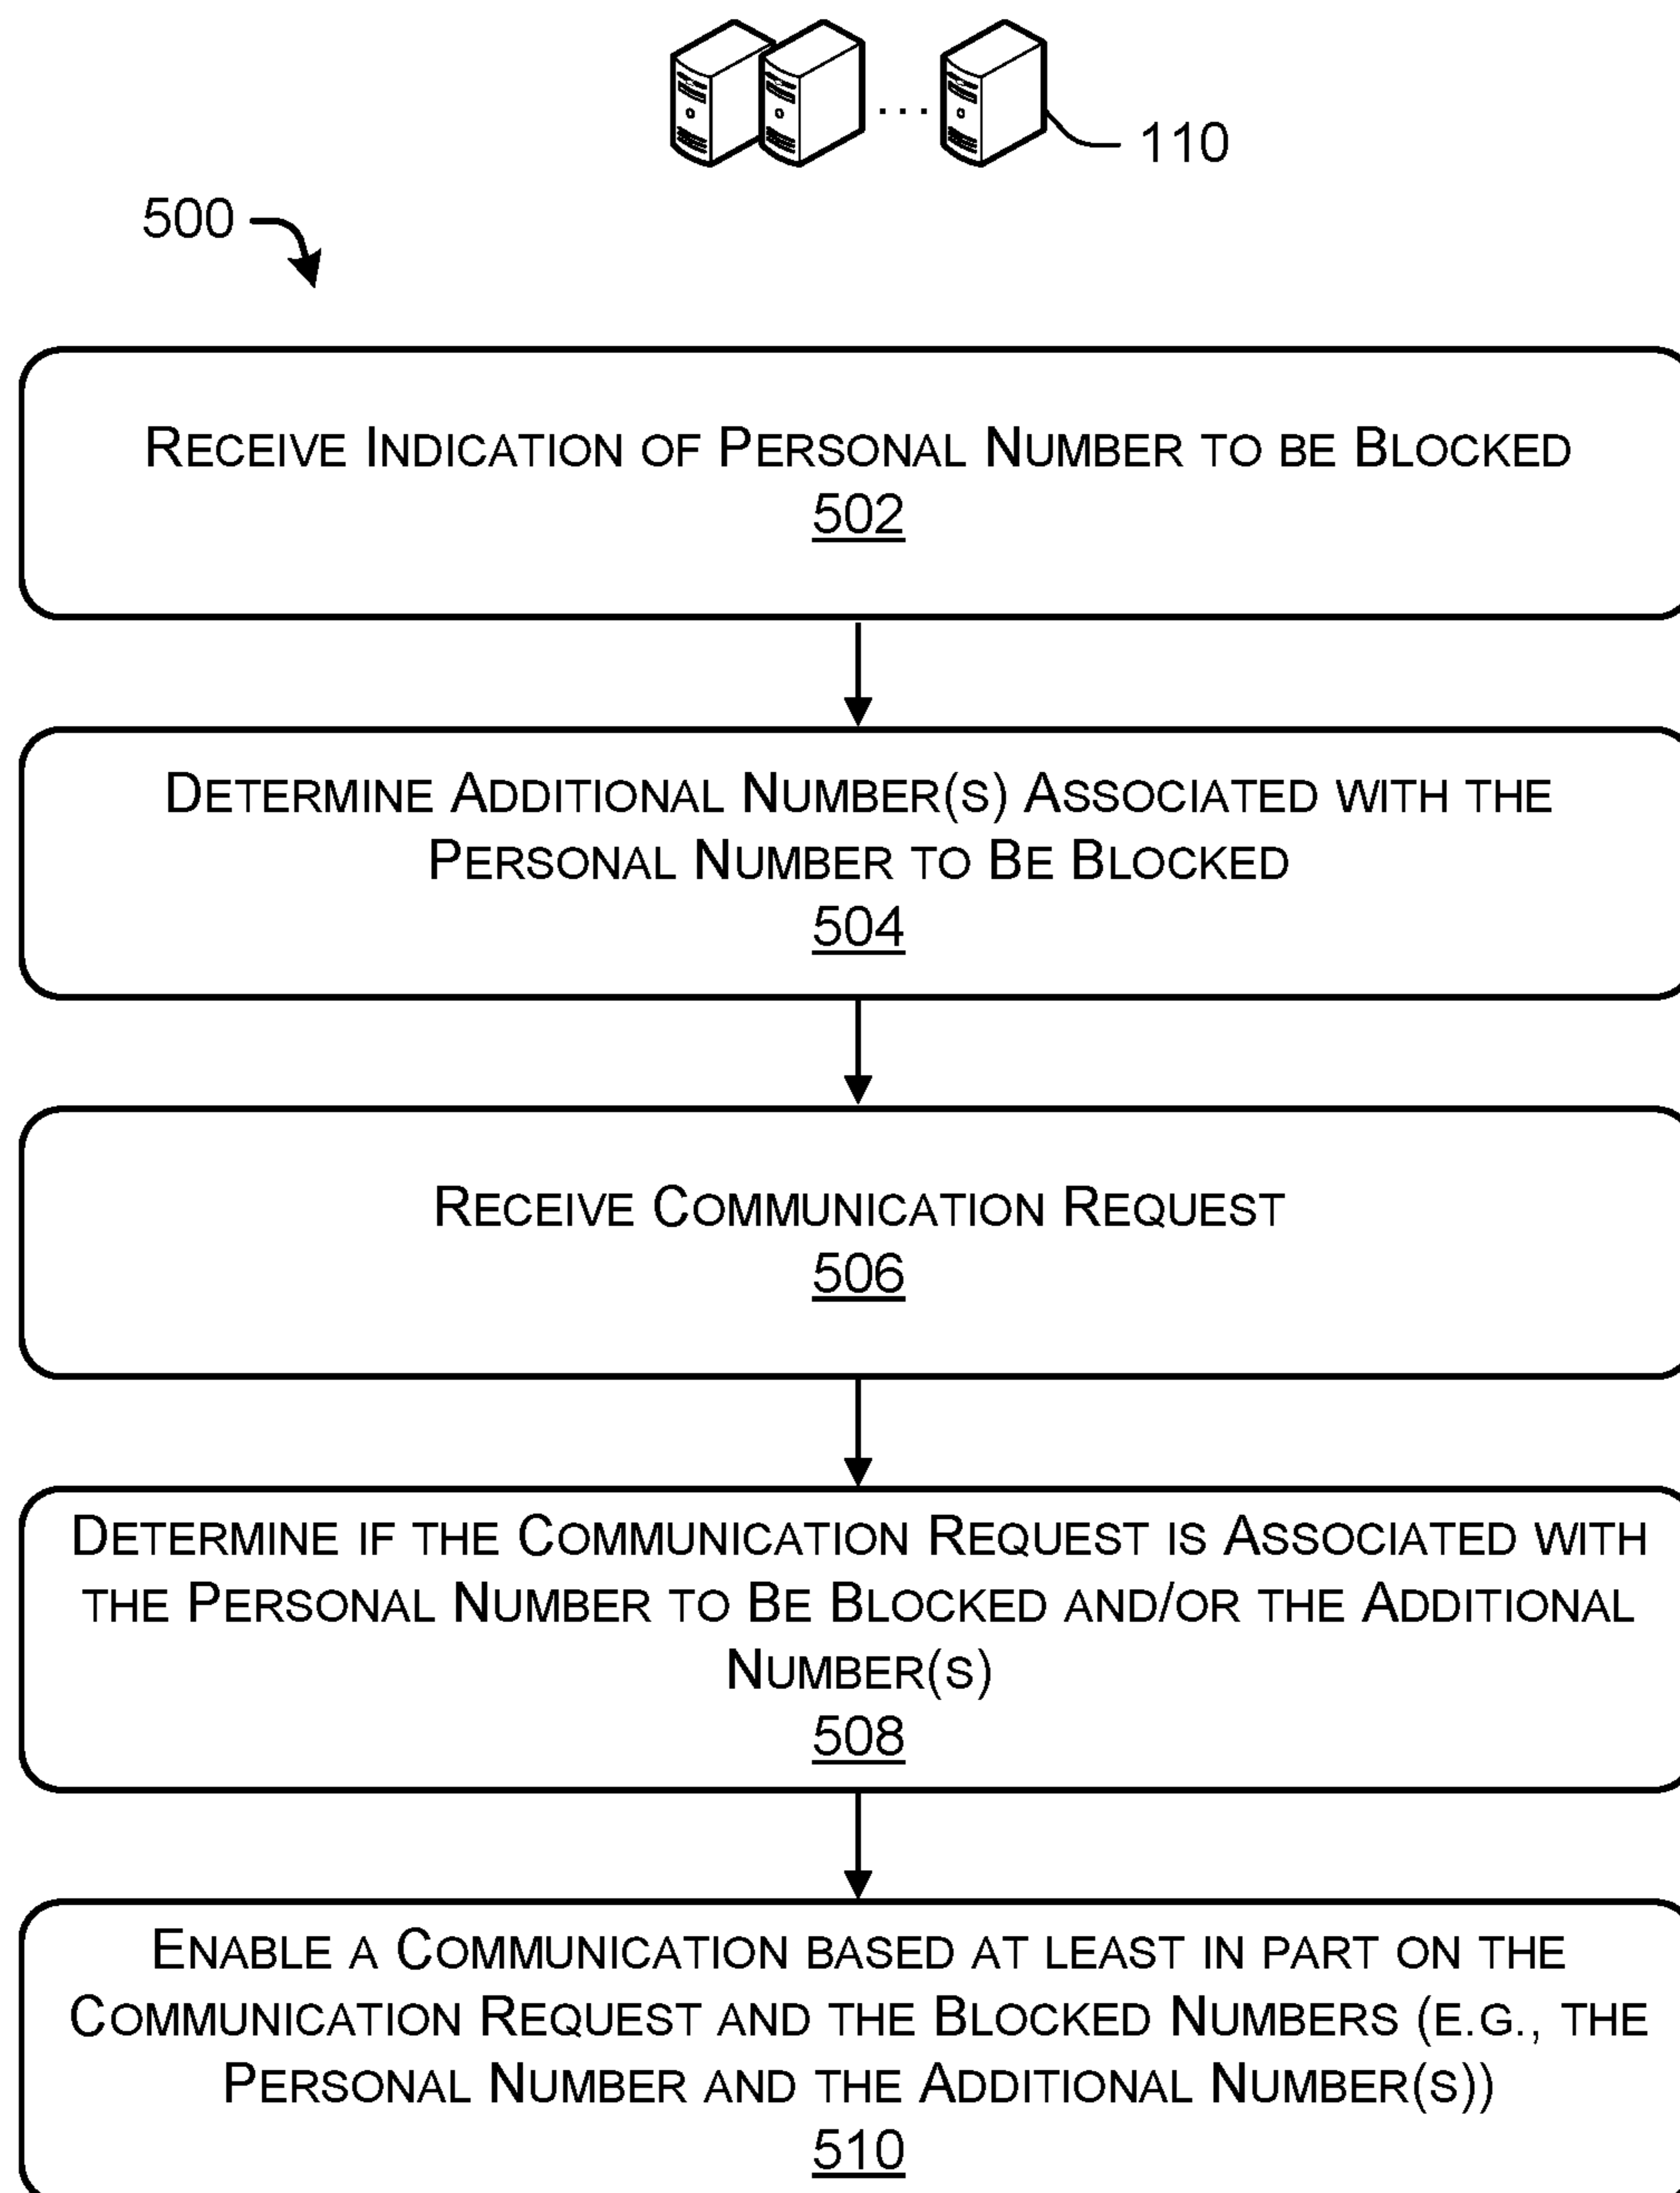 ...
110
500
RECEIVE INDICATION OF PERSONAL NUMBER TO BE BLOCKED
502
DETERMINE ADDITIONAL NUMBER(S) ASSOCIATED WITH THE
PERSONAL NUMBER TO BE BLOCKED
504
RECEIVE COMMUNICATION REQUEST
506
DETERMINE IF THE COMMUNICATION REQUEST IS ASSOCIATED WITH
THE PERSONAL NUMBER TO BE BLOCKED AND/OR THE ADDITIONAL
NUMBER(S)
508
ENABLE A COMMUNICATION BASED AT LEAST IN PART ON THE
COMMUNICATION REQUEST AND THE BLOCKED NUMBERS (E.G., THE
PERSONAL NUMBER AND THE ADDITIONAL NUMBER(S))
510